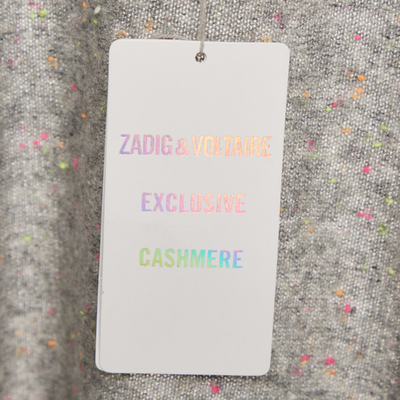 ZADIG & VOLTAIRE
EXCLUSIVE
CASHMERE